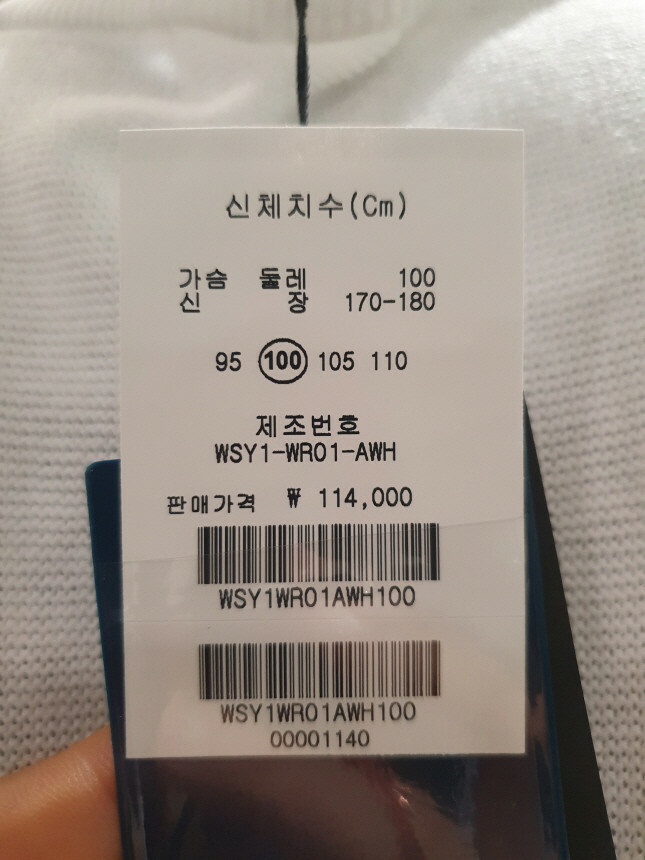 신체치수(Cm)
가슴 둘레 100
신 장 170-180
95 100 105 110
제조번호
WSY1-WR01-AWH
판매가격 ₩ 114,000
WSY1WR01AWH100
WSY1WR01AWH100
00001140